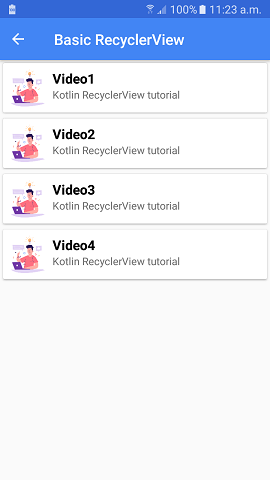 100% 11:23 a.m.
Basic RecyclerView
Video1
Kotlin RecyclerView tutorial
Video2
Kotlin RecyclerView tutorial
Video3
Kotlin RecyclerView tutorial
Video4
Kotlin RecyclerView tutorial